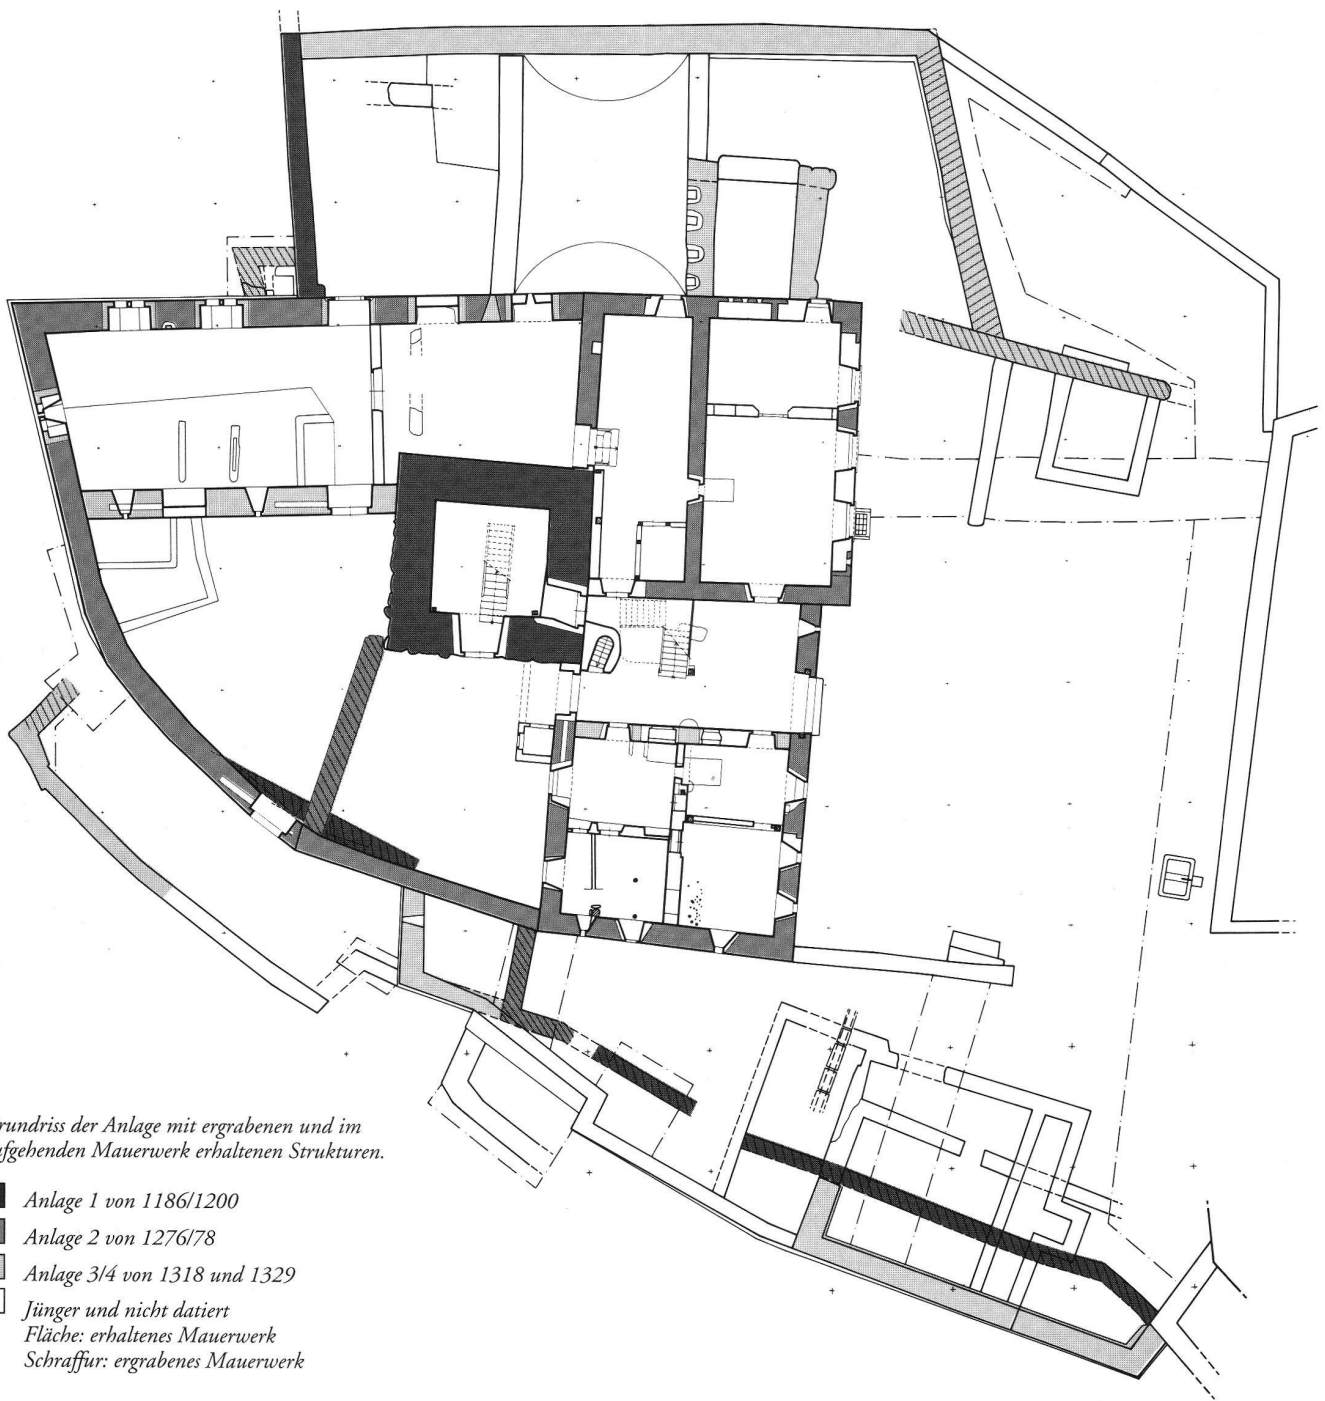 rundriss der Anlage mit ergrabenen und im
ufgehenden Mauerwerk erhaltenen Strukturen.
Anlage 1 von 1186/1200
Anlage 2 von 1276/78
Anlage 3/4 von 1318 und 1329
Jünger und nicht datiert
Fläche: erhaltenes Mauerwerk
Schraffur: ergrabenes Mauerwerk